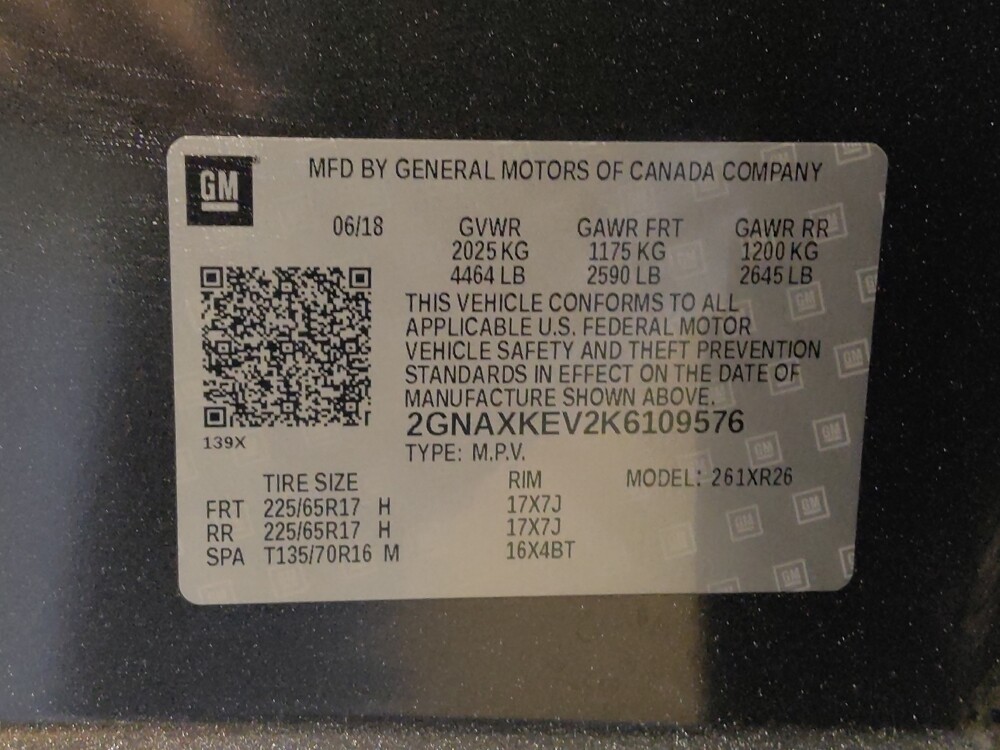 GM
MFD BY GENERAL MOTORS OF CANADA COMPANY
06/18 GVWR GAWR FRT GAWR RR
2025 KG 1175 KG 1200 KG
4464 LB 2590 LB 2645 LB
THIS VEHICLE CONFORMS TO ALL
APPLICABLE U.S. FEDERAL MOTOR
VEHICLE SAFETY AND THEFT PREVENTION
STANDARDS IN EFFECT ON THE DATE OF
MANUFACTURE SHOWN ABOVE.
2GNAXKEV2K6109576
139X
TYPE: M.P.V.
TIRE SIZE RIM MODEL: 261XR26
FRT 225/65R17 H 17X7J
RR 225/65R17 H 17X7J
SPA T135/70R16 M 16X4BT